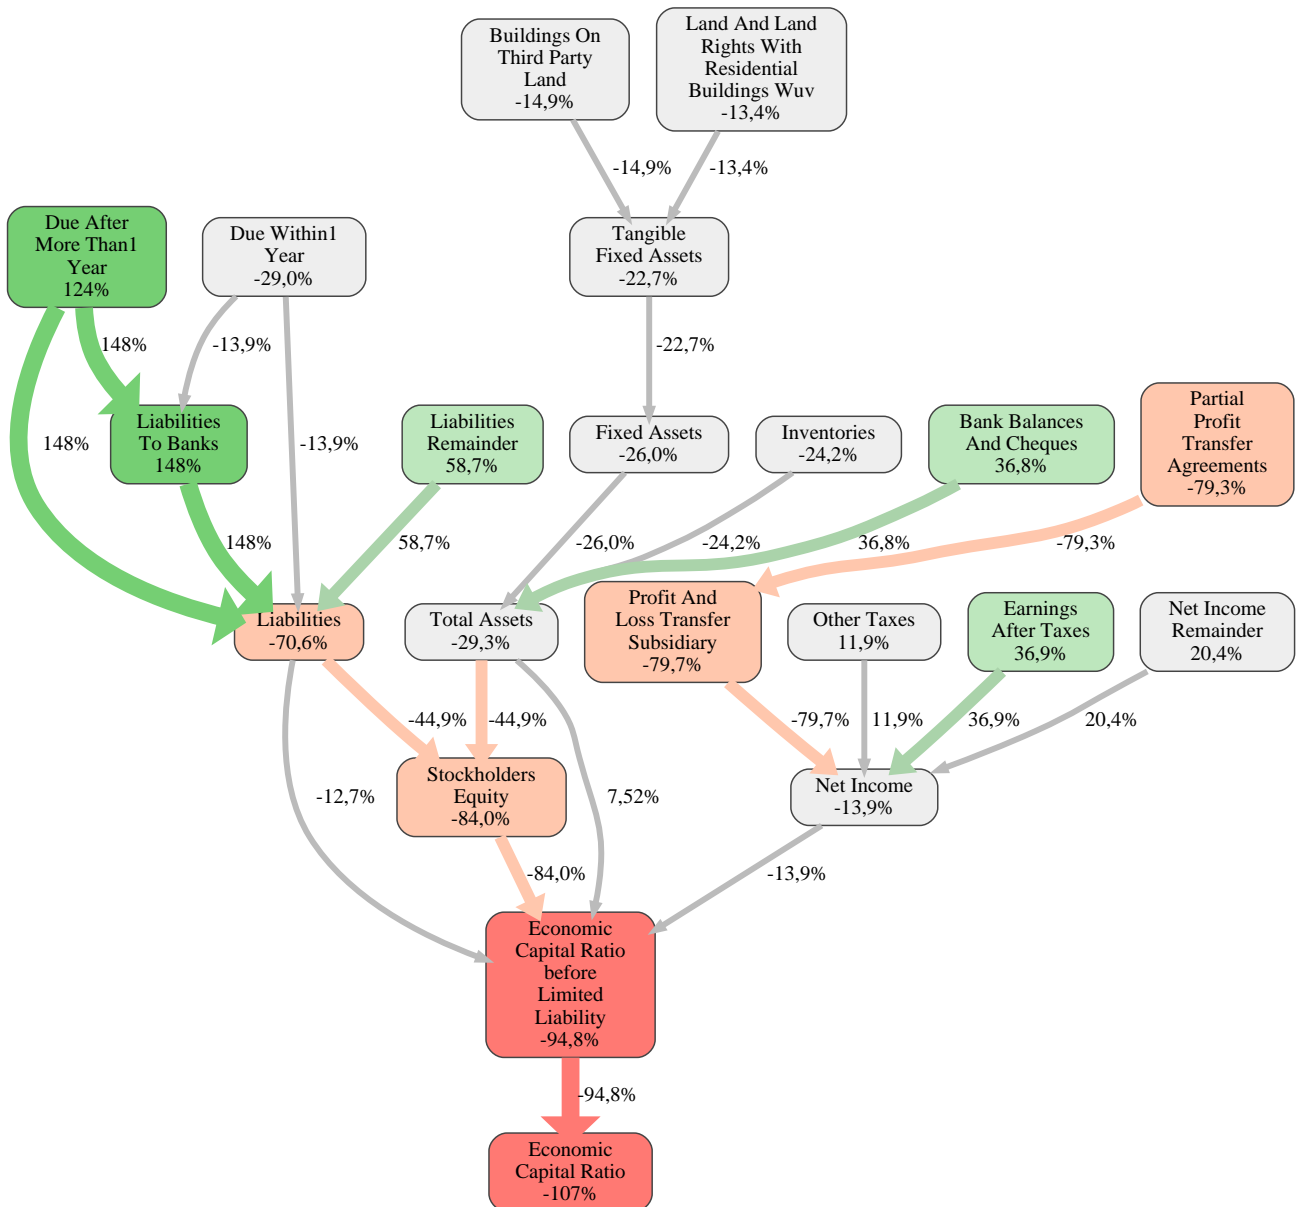 Buildings On
Third Party
Land
-14,9%
Land And Land
Rights With
Residential
Buildings Wuv
-13,4%
-14,9%
-13,4%
Due After
More Than1
Year
124%
Due Within1
Year
-29,0%
Tangible
Fixed Assets
-22,7%
148%
-13,9%
-22,7%
Liabilities
To Banks
148%
Liabilities
Remainder
58,7%
Fixed Assets
-26,0%
Inventories
-24,2%
Bank Balances
And Cheques
36,8%
Partial
Profit
Transfer
Agreements
-79,3%
148%
-13,9%
148%
58,7%
-26,0%
-24,2%
36,8%
-79,3%
Liabilities
-70,6%
Total Assets
-29,3%
Profit And
Loss Transfer
Subsidiary
-79,7%
Other Taxes
11,9%
Earnings
After Taxes
36,9%
Net Income
Remainder
20,4%
-44,9%
-44,9%
-79,7%
11,9%
36,9%
20,4%
Stockholders
Equity
-84,0%
Net Income
-13,9%
-12,7%
7,52%
-84,0%
-13,9%
Economic
Capital Ratio
before
Limited
Liability
-94,8%
-94,8%
Economic
Capital Ratio
-107%